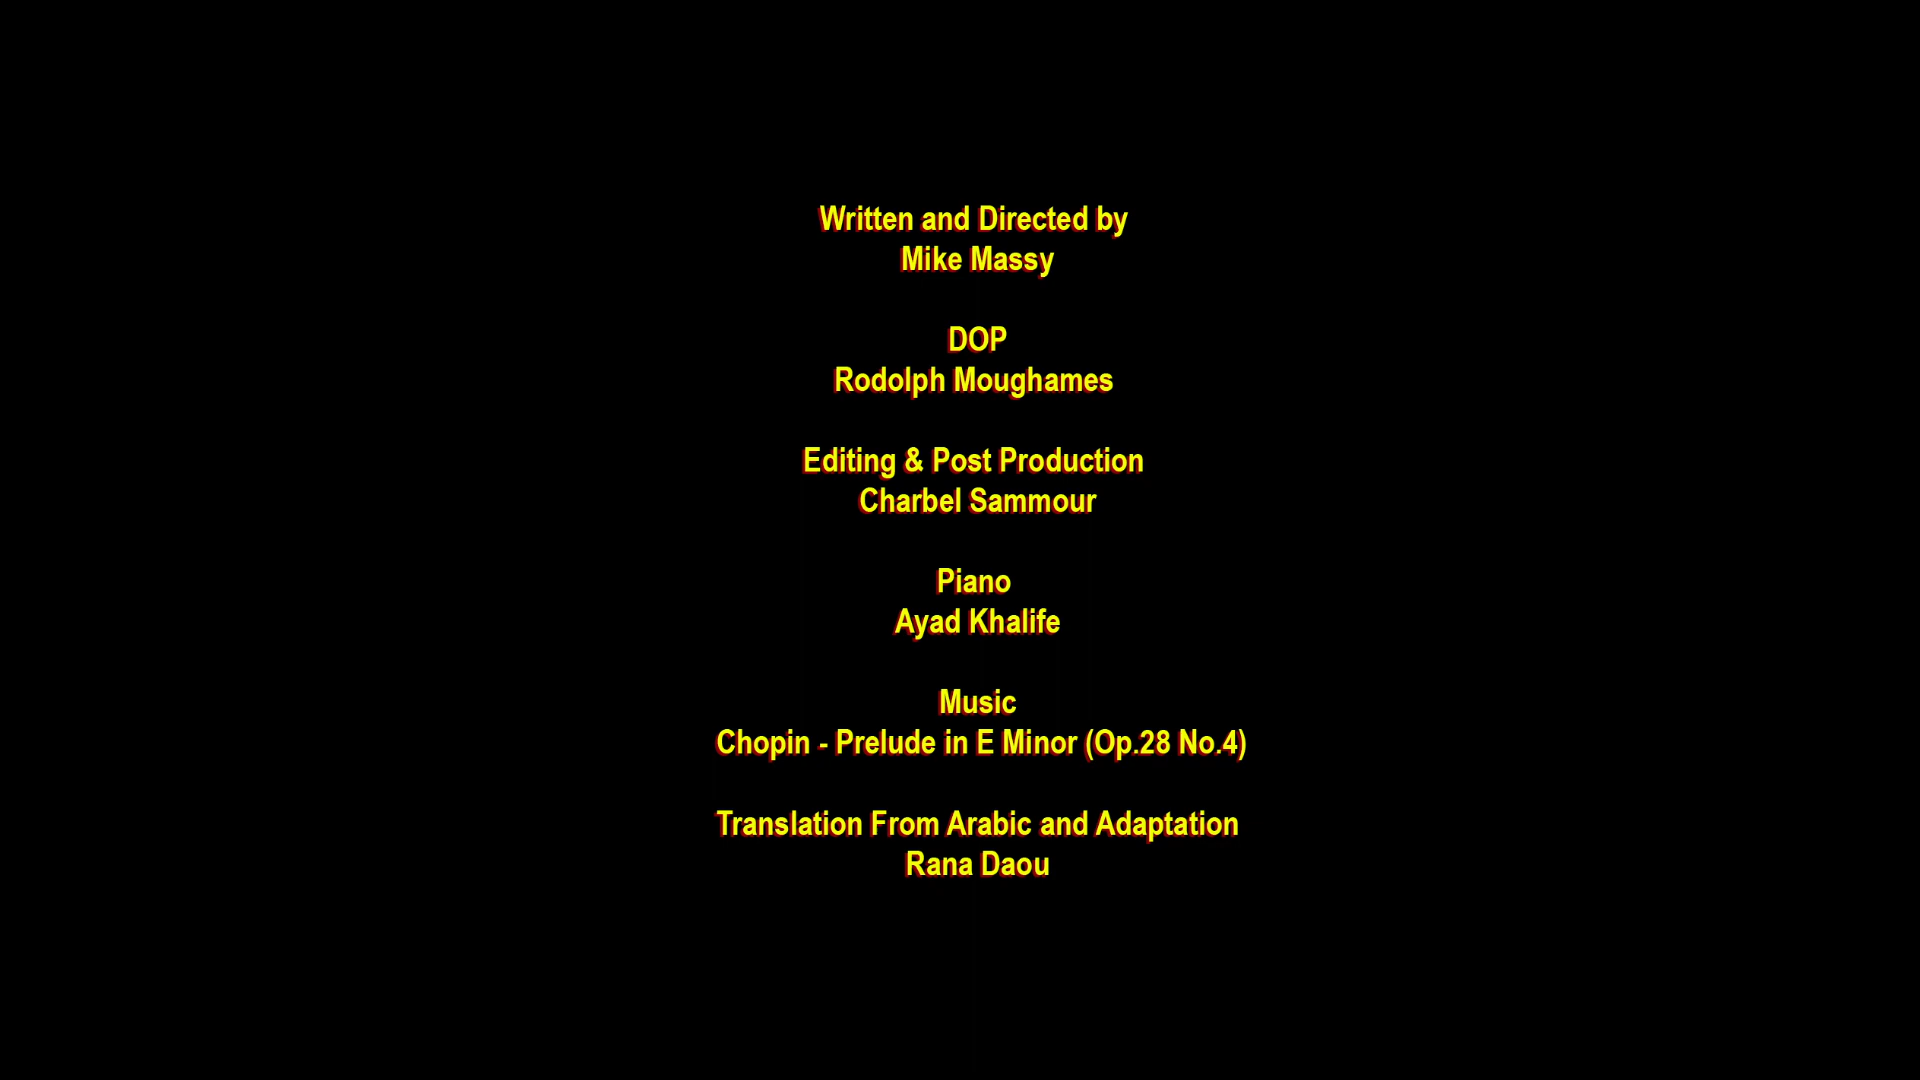 Written and Directed by
Mike Massy
DOP
Rodolph Moughames
Editing & Post Production
Charbel Sammour
Piano
Ayad Khalife
Music
Chopin - Prelude in E Minor (Op.28 No.4)
Translation From Arabic and Adaptation
Rana Daou